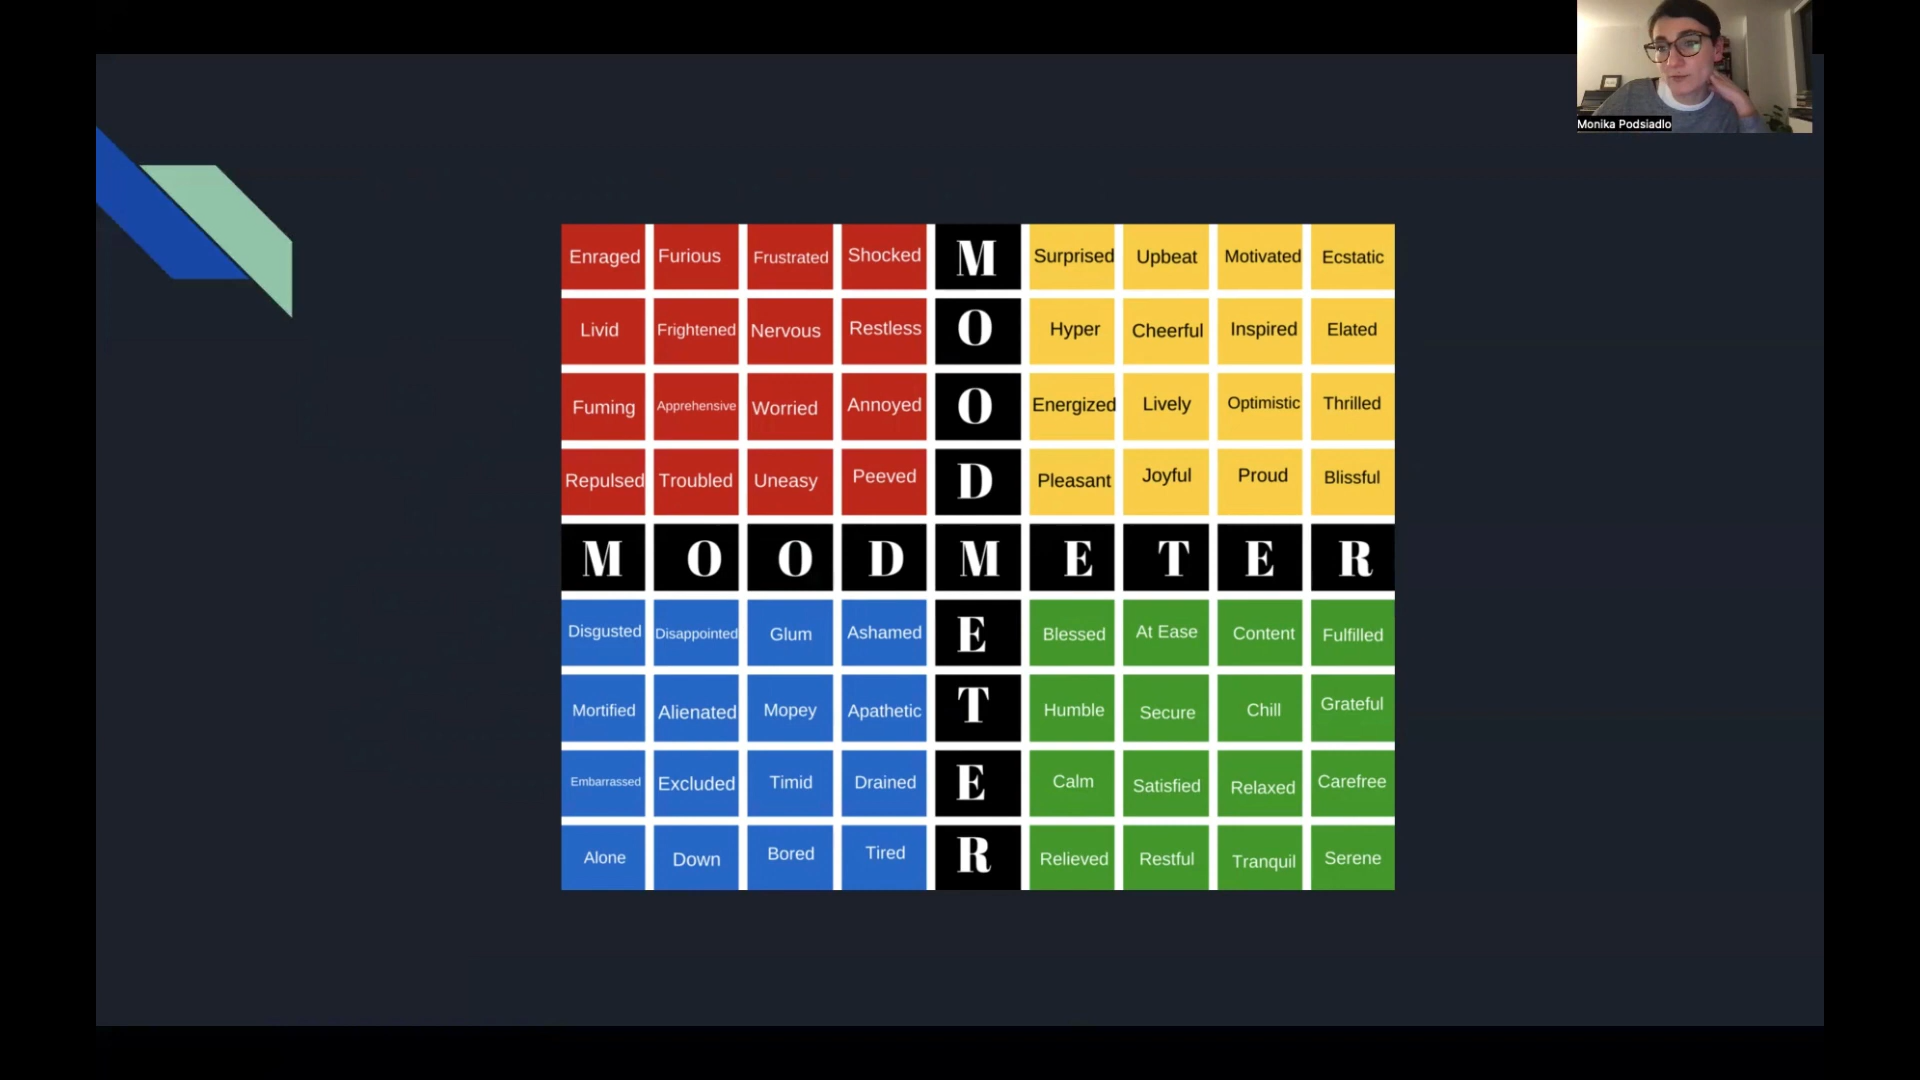 Monika Podsiadlo
Enraged Furious Frustrated Shocked M Surprised Upbeat Motivated Ecstatic
Livid Frightened Nervous Restless O Hyper Cheerful Inspired Elated
Fuming Apprehensive Worried Annoyed O Energized Lively Optimistic Thrilled
Repulsed Troubled Uneasy Peeved D Pleasant Joyful Proud Blissful
M O O D M E T E R
Disgusted Disappointed Glum Ashamed E Blessed At Ease Content Fulfilled
Mortified Alienated Mopey Apathetic T Humble Secure Chill Grateful
Embarrassed Excluded Timid Drained E Calm Satisfied Relaxed Carefree
Alone Down Bored Tired R Relieved Restful Tranquil Serene